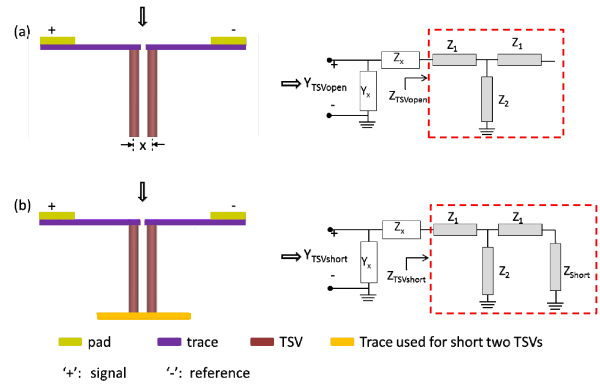 (a)
+ -
x
Y_TSVopen
+
-
Y_x
Z_x
Z_TSVopen
Z_1 Z_1
Z_2
(b)
+ -
Y_TSVshort
+
-
Y_x
Z_x
Z_TSVshort
Z_1 Z_1
Z_2
Z_Short
pad trace TSV Trace used for short two TSVs
‘+’: signal ‘-’: reference